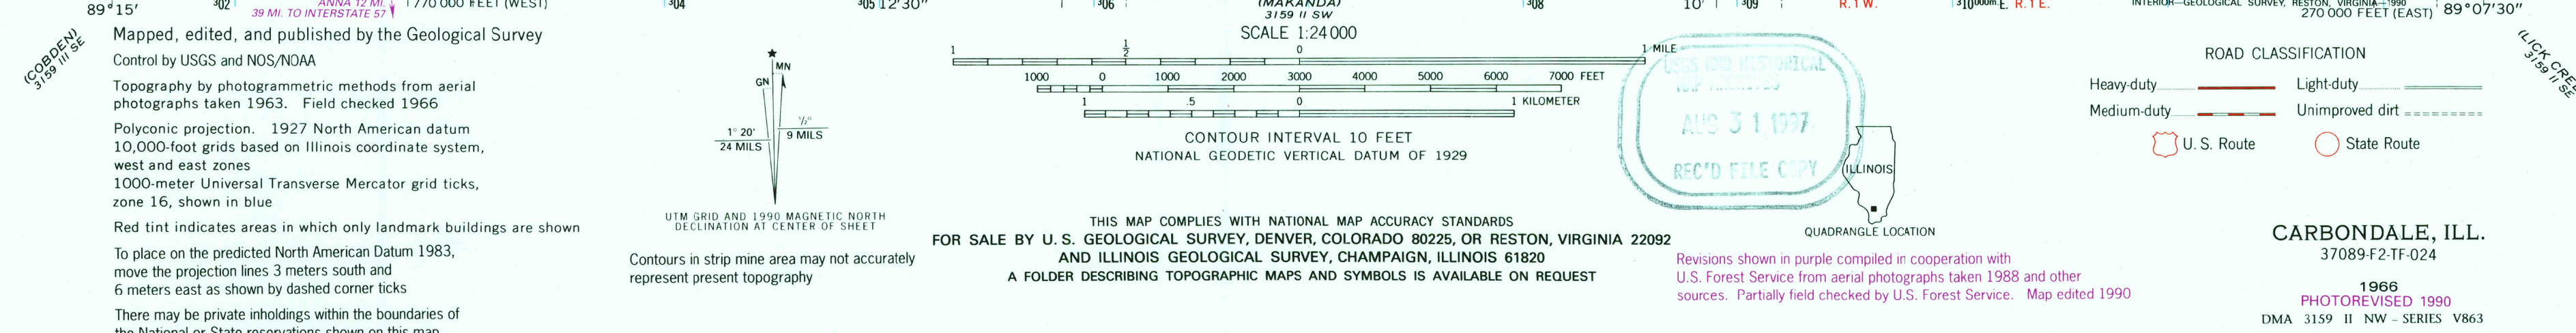 89°15'
302
ANNA 12 MI.
39 MI. TO INTERSTATE 57
770 000 FEET (WEST)
304
305
12'30"
306
(MAKANDA)
3159 II SW
308
10'
309
R. 1 W.
310000m.E.
R. 1 E.
INTERIOR—GEOLOGICAL SURVEY, RESTON, VIRGINIA—1990
270 000 FEET (EAST)
89°07'30"
(COBDEN)
3159 III SE
Mapped, edited, and published by the Geological Survey
Control by USGS and NOS/NOAA
Topography by photogrammetric methods from aerial
photographs taken 1963. Field checked 1966
Polyconic projection. 1927 North American datum
10,000-foot grids based on Illinois coordinate system,
west and east zones
1000-meter Universal Transverse Mercator grid ticks,
zone 16, shown in blue
Red tint indicates areas in which only landmark buildings are shown
To place on the predicted North American Datum 1983,
move the projection lines 3 meters south and
6 meters east as shown by dashed corner ticks
There may be private inholdings within the boundaries of
the National or State reservations shown on this map
MN
GN
1° 20'
24 MILS
½°
9 MILS
UTM GRID AND 1990 MAGNETIC NORTH
DECLINATION AT CENTER OF SHEET
Contours in strip mine area may not accurately
represent present topography
SCALE 1:24 000
1 ½ 0 1 MILE
1000 0 1000 2000 3000 4000 5000 6000 7000 FEET
1 .5 0 1 KILOMETER
CONTOUR INTERVAL 10 FEET
NATIONAL GEODETIC VERTICAL DATUM OF 1929
THIS MAP COMPLIES WITH NATIONAL MAP ACCURACY STANDARDS
FOR SALE BY U. S. GEOLOGICAL SURVEY, DENVER, COLORADO 80225, OR RESTON, VIRGINIA 22092
AND ILLINOIS GEOLOGICAL SURVEY, CHAMPAIGN, ILLINOIS 61820
A FOLDER DESCRIBING TOPOGRAPHIC MAPS AND SYMBOLS IS AVAILABLE ON REQUEST
USGS HISTORICAL
AUG 31 1997
REC'D FILE COPY
ILLINOIS
QUADRANGLE LOCATION
Revisions shown in purple compiled in cooperation with
U.S. Forest Service from aerial photographs taken 1988 and other
sources. Partially field checked by U.S. Forest Service. Map edited 1990
ROAD CLASSIFICATION
Heavy-duty
Light-duty
Medium-duty
Unimproved dirt
U. S. Route
State Route
3159 II SE
CARBONDALE, ILL.
37089-F2-TF-024
1966
PHOTOREVISED 1990
DMA 3159 II NW – SERIES V863